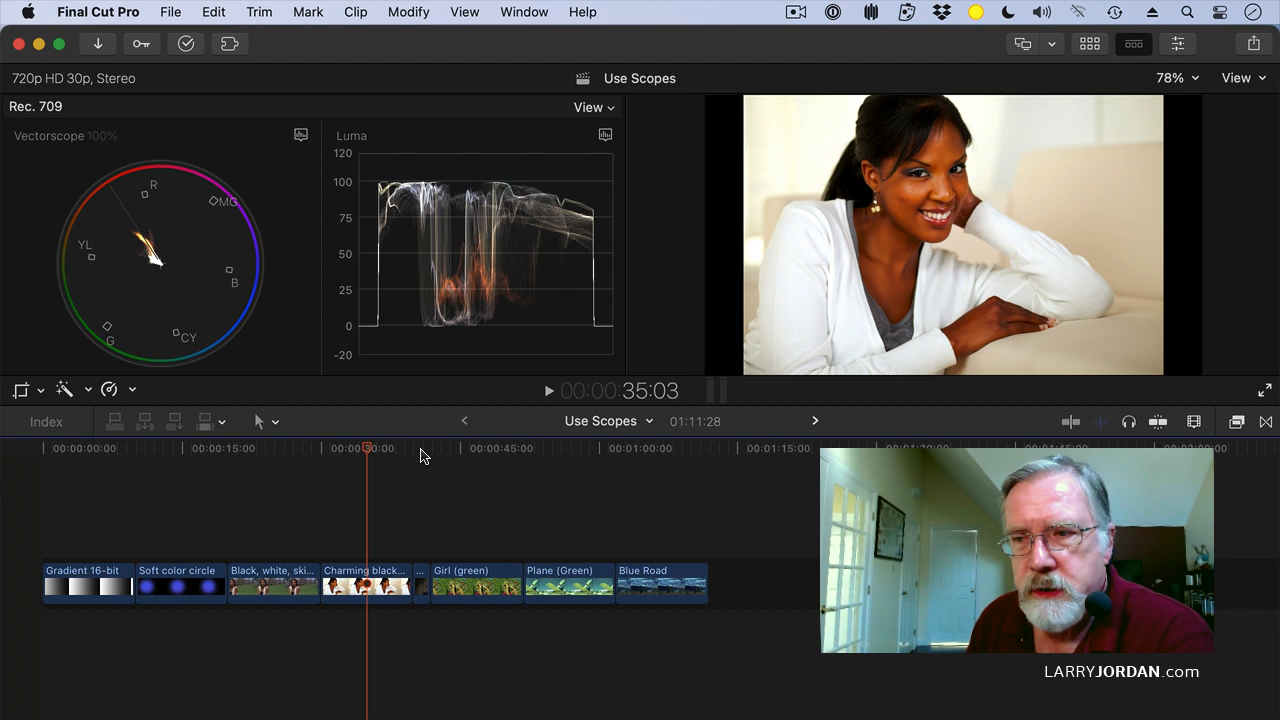 Final Cut Pro File Edit Trim Mark Clip Modify View Window Help
720p HD 30p, Stereo
Use Scopes
78%
View
Rec. 709
View
Vectorscope 100%
Luma
R
MG
YL
B
G
CY
120
100
75
50
25
0
-20
00:00:35:03
Index
Use Scopes
01:11:28
00:00:00:00
00:00:15:00
00:00:30:00
00:00:45:00
00:01:00:00
00:01:15:00
Gradient 16-bit
Soft color circle
Black, white, ski...
Charming black...
...
Girl (green)
Plane (Green)
Blue Road
LARRYJORDAN.com